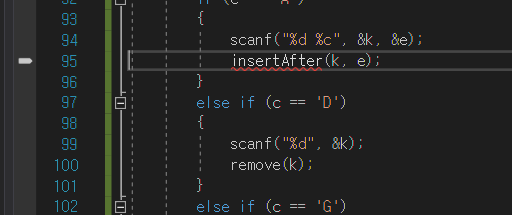 92 if (c == 'A')
93 {
94 scanf("%d %c", &k, &e);
95 insertAfter(k, e);
96 }
97 else if (c == 'D')
98 {
99 scanf("%d", &k);
100 remove(k);
101 }
102 else if (c == 'G')